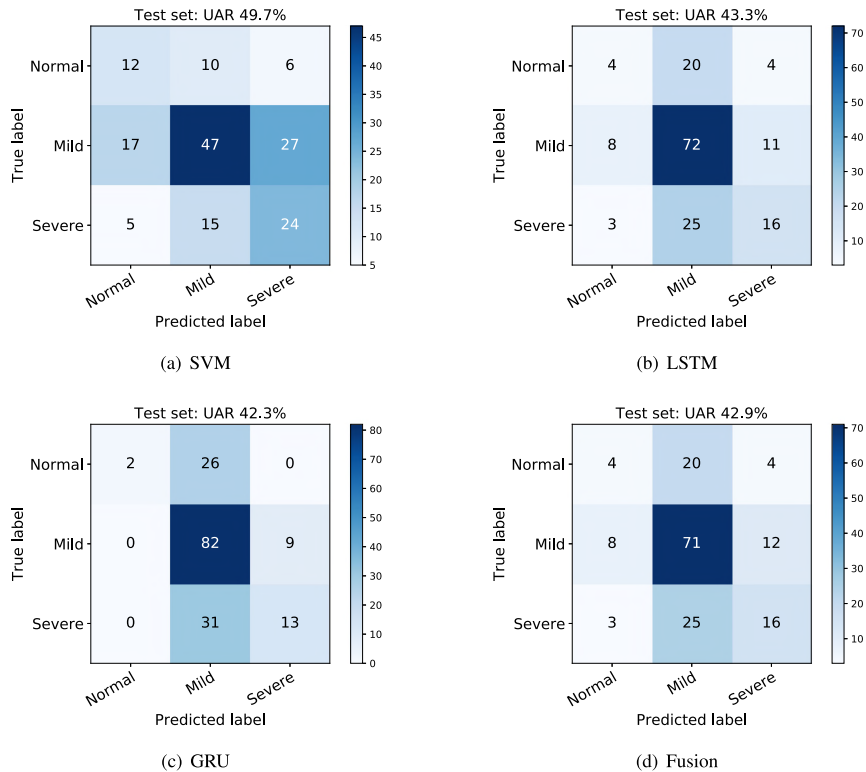 Test set: UAR 49.7%
Normal 12 10 6
Mild 17 47 27
Severe 5 15 24
Normal Mild Severe
True label
Predicted label
45
40
35
30
25
20
15
10
5
(a) SVM
Test set: UAR 43.3%
Normal 4 20 4
Mild 8 72 11
Severe 3 25 16
Normal Mild Severe
True label
Predicted label
70
60
50
40
30
20
10
(b) LSTM
Test set: UAR 42.3%
Normal 2 26 0
Mild 0 82 9
Severe 0 31 13
Normal Mild Severe
True label
Predicted label
80
70
60
50
40
30
20
10
0
(c) GRU
Test set: UAR 42.9%
Normal 4 20 4
Mild 8 71 12
Severe 3 25 16
Normal Mild Severe
True label
Predicted label
70
60
50
40
30
20
10
(d) Fusion